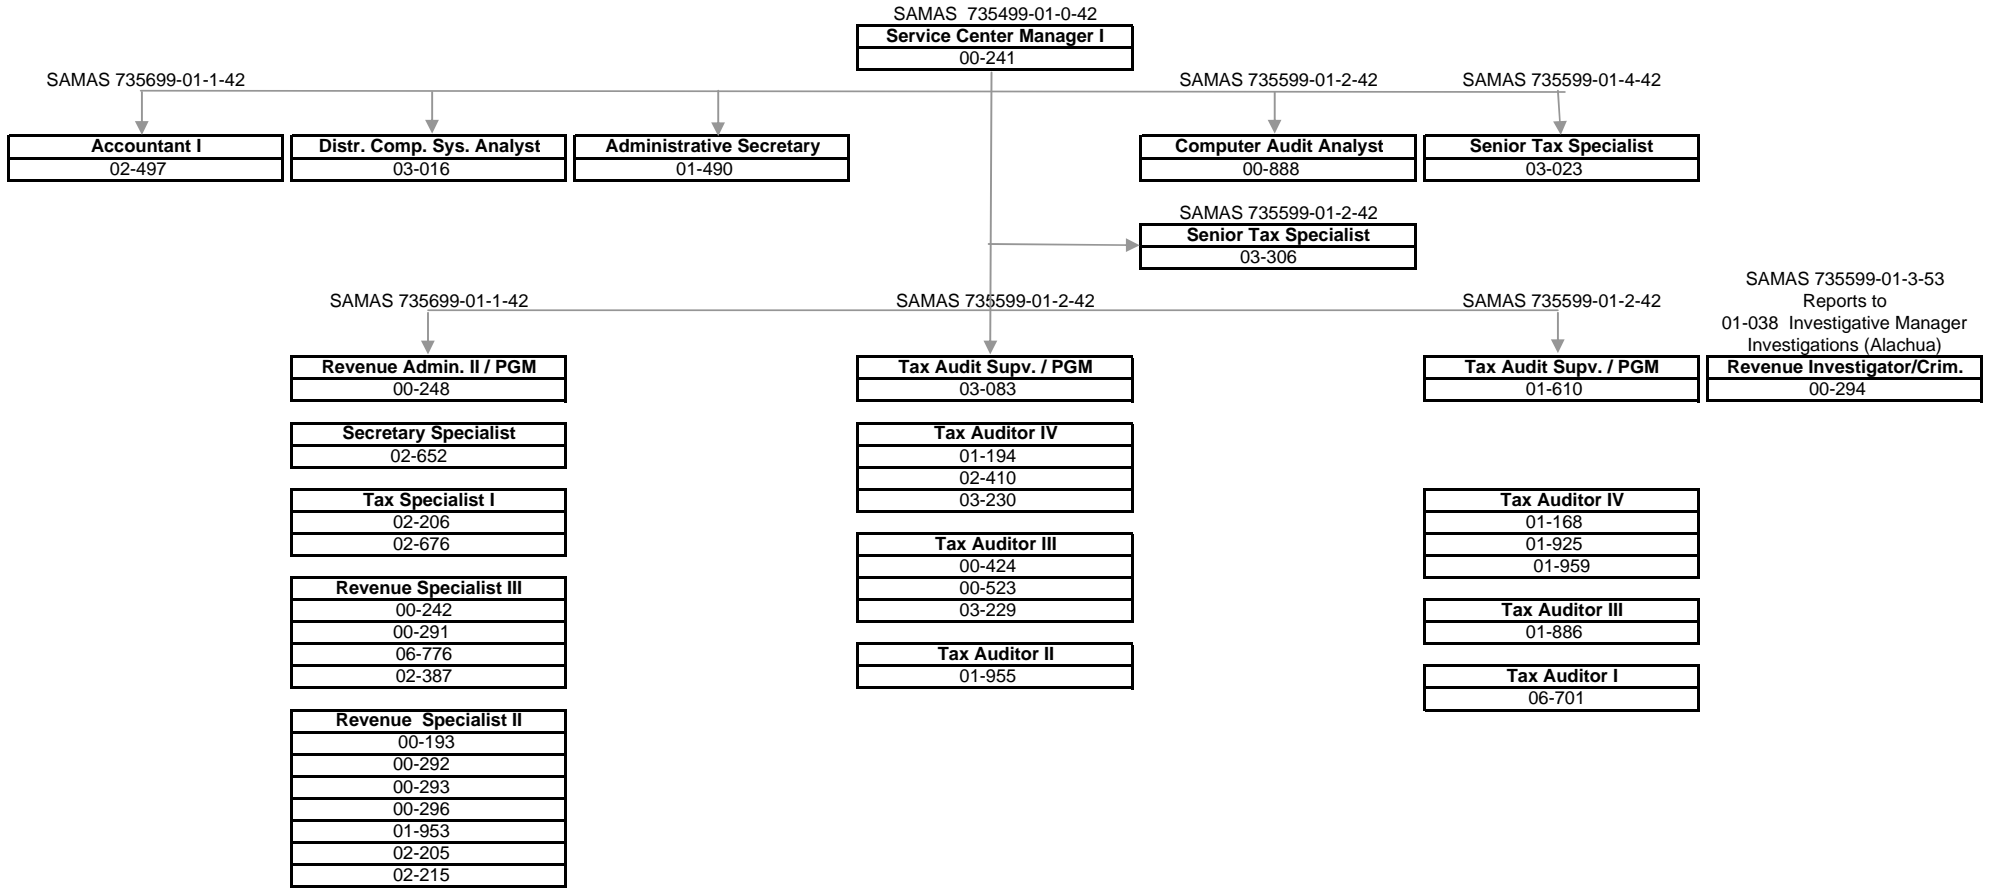 SAMAS  735499-01-0-42
Service Center Manager I
00-241
SAMAS 735699-01-1-42
SAMAS 735599-01-2-42
SAMAS 735599-01-4-42
Accountant I
02-497
Distr. Comp. Sys. Analyst
03-016
Administrative Secretary
01-490
Computer Audit Analyst
00-888
Senior Tax Specialist
03-023
SAMAS 735599-01-2-42
Senior Tax Specialist
03-306
SAMAS 735699-01-1-42
Revenue Admin. II / PGM
00-248
Secretary Specialist
02-652
Tax Specialist I
02-206
02-676
Revenue Specialist III
00-242
00-291
06-776
02-387
Revenue  Specialist II
00-193
00-292
00-293
00-296
01-953
02-205
02-215
SAMAS 735599-01-2-42
Tax Audit Supv. / PGM
03-083
Tax Auditor IV
01-194
02-410
03-230
Tax Auditor III
00-424
00-523
03-229
Tax Auditor II
01-955
SAMAS 735599-01-2-42
Tax Audit Supv. / PGM
01-610
Tax Auditor IV
01-168
01-925
01-959
Tax Auditor III
01-886
Tax Auditor I
06-701
SAMAS 735599-01-3-53
Reports to
01-038  Investigative Manager
Investigations (Alachua)
Revenue Investigator/Crim.
00-294